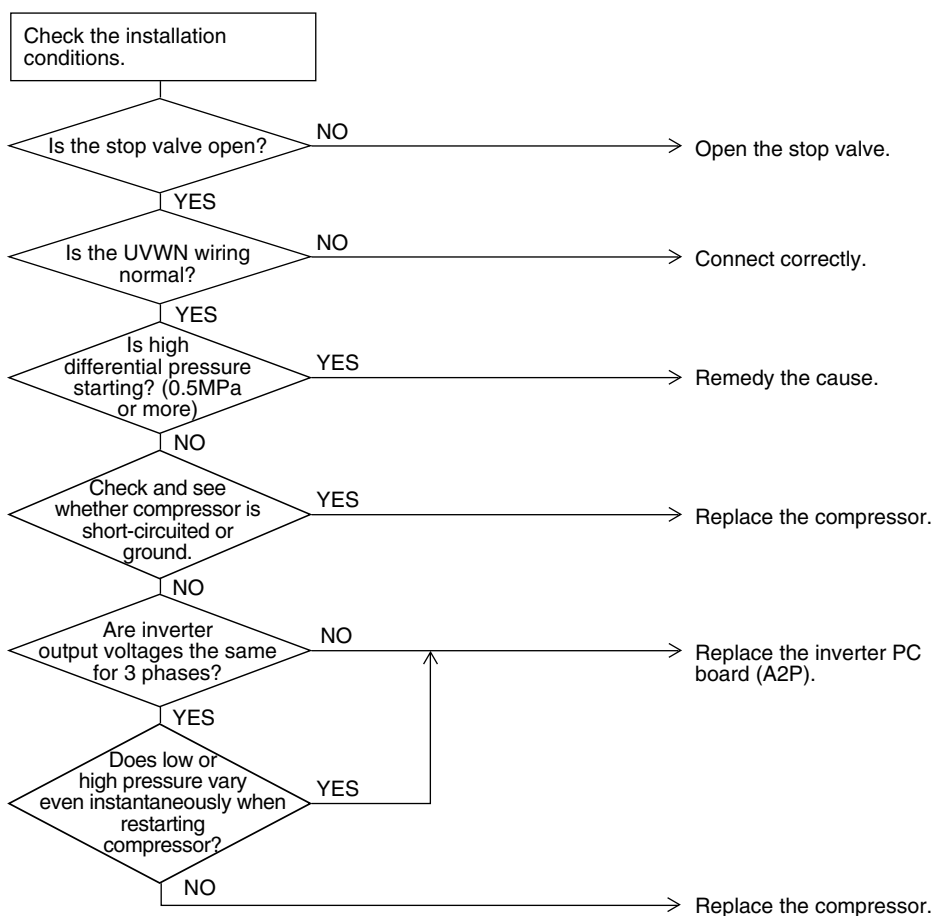 Check the installation
conditions.
Is the stop valve open?
NO
Open the stop valve.
YES
Is the UVWN wiring
normal?
NO
Connect correctly.
YES
Is high
differential pressure
starting? (0.5MPa
or more)
YES
Remedy the cause.
NO
Check and see
whether compressor is
short-circuited or
ground.
YES
Replace the compressor.
NO
Are inverter
output voltages the same
for 3 phases?
NO
Replace the inverter PC
board (A2P).
YES
Does low or
high pressure vary
even instantaneously when
restarting
compressor?
YES
NO
Replace the compressor.